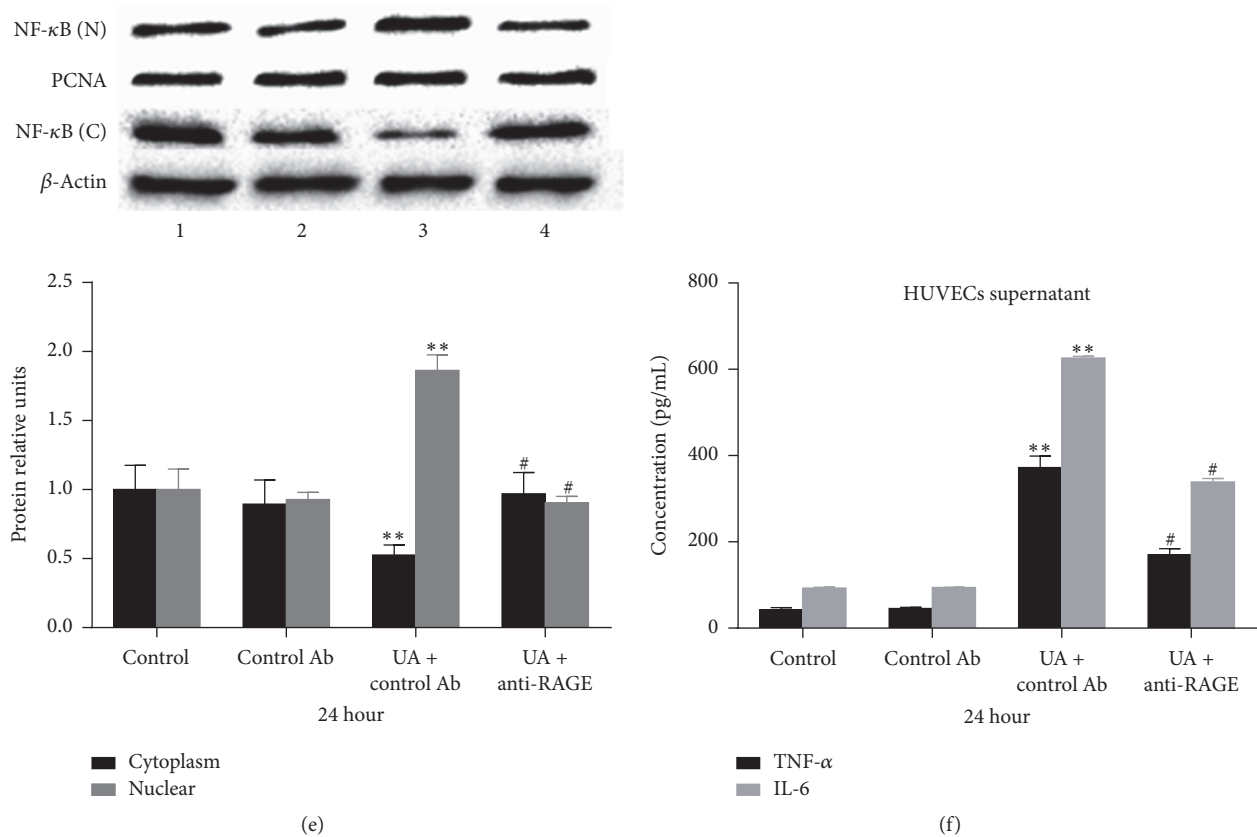 NF-κB (N)
PCNA
NF-κB (C)
β-Actin
1 2 3 4
2.5
2.0
1.5
1.0
0.5
0.0
Protein relative units
**
**
#
#
Control
Control Ab
UA +
control Ab
UA +
anti-RAGE
24 hour
Cytoplasm
Nuclear
(e)
HUVECs supernatant
800
600
400
200
0
Concentration (pg/mL)
**
**
#
#
Control
Control Ab
UA +
control Ab
UA +
anti-RAGE
24 hour
TNF-α
IL-6
(f)